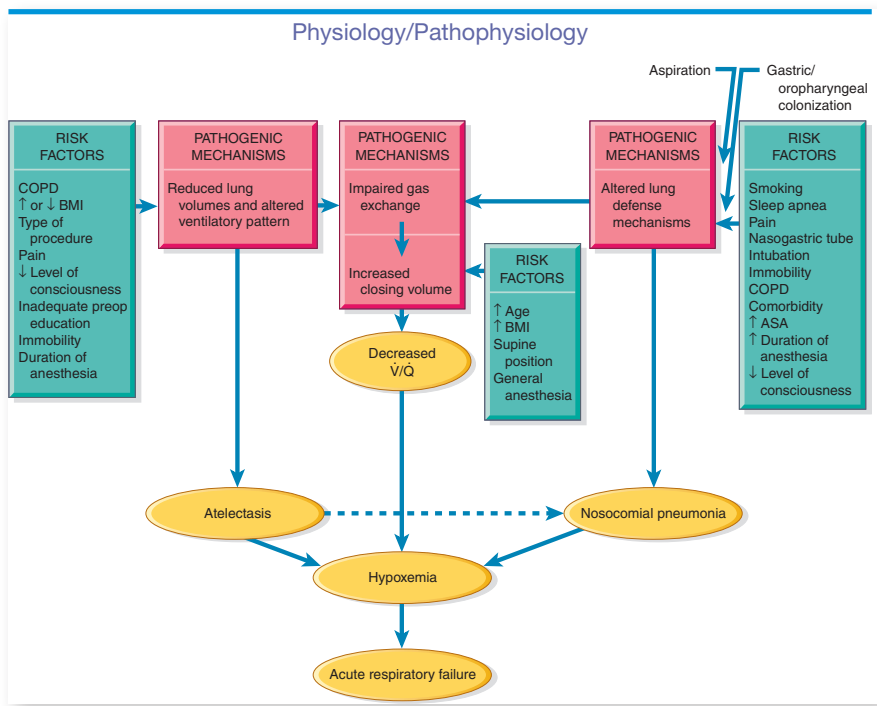 Physiology/Pathophysiology
Aspiration
Gastric/
oropharyngeal
colonization
RISK
FACTORS
COPD
↑ or ↓ BMI
Type of
procedure
Pain
↓ Level of
consciousness
Inadequate preop
education
Immobility
Duration of
anesthesia
PATHOGENIC
MECHANISMS
Reduced lung
volumes and altered
ventilatory pattern
PATHOGENIC
MECHANISMS
Impaired gas
exchange
Increased
closing volume
RISK
FACTORS
↑ Age
↑ BMI
Supine
position
General
anesthesia
PATHOGENIC
MECHANISMS
Altered lung
defense
mechanisms
RISK
FACTORS
Smoking
Sleep apnea
Pain
Nasogastric tube
Intubation
Immobility
COPD
Comorbidity
↑ ASA
↑ Duration of
anesthesia
↓ Level of
consciousness
Decreased
V̇/Q̇
Atelectasis
Nosocomial pneumonia
Hypoxemia
Acute respiratory failure